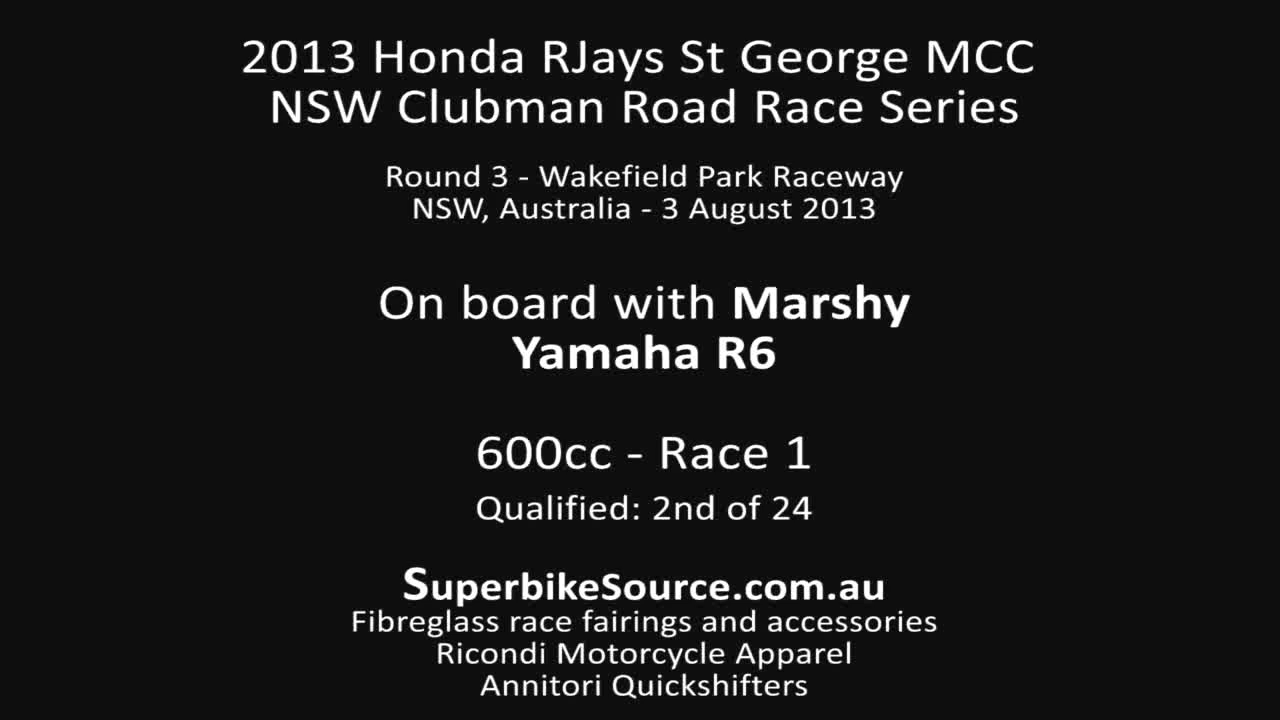 2013 Honda RJays St George MCC
NSW Clubman Road Race Series
Round 3 - Wakefield Park Raceway
NSW, Australia - 3 August 2013
On board with Marshy
Yamaha R6
600cc - Race 1
Qualified: 2nd of 24
SuperbikeSource.com.au
Fibreglass race fairings and accessories
Ricondi Motorcycle Apparel
Annitori Quickshifters